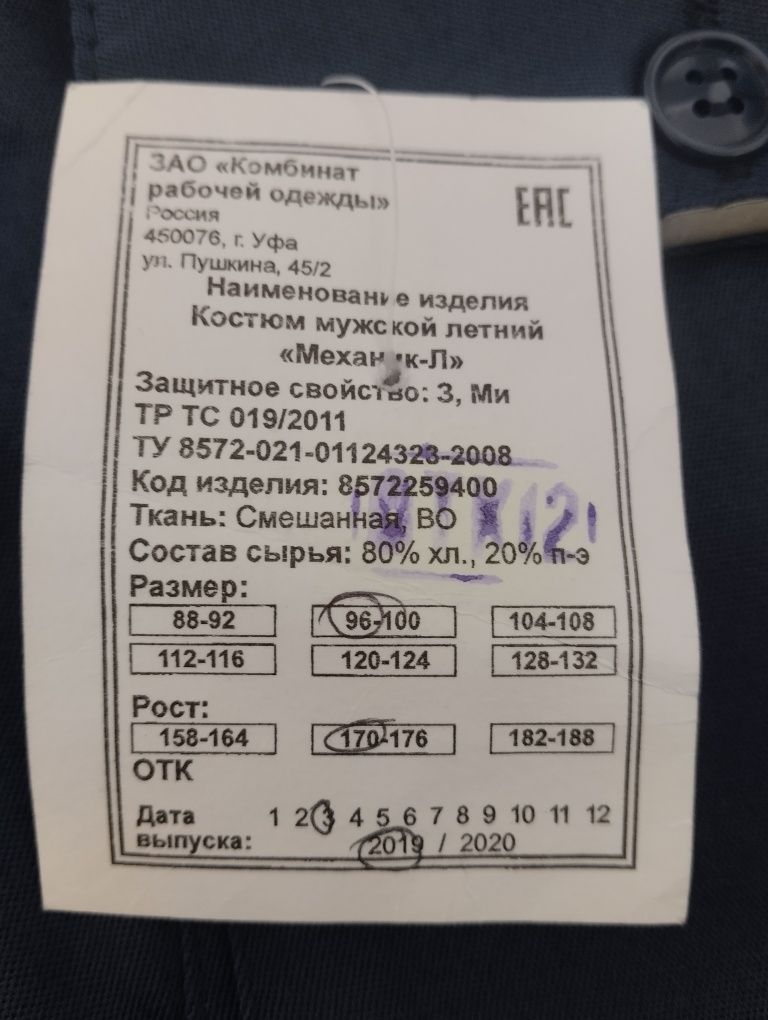 ЗАО «Комбинат
рабочей одежды»
ЕАС
Россия
450076, г. Уфа
ул. Пушкина, 45/2
Наименование изделия
Костюм мужской летний
«Механик-Л»
Защитное свойство: З, Ми
ТР ТС 019/2011
ТУ 8572-021-01124323-2008
Код изделия: 8572259400
Ткань: Смешанная, ВО
Состав сырья: 80% хл., 20% п-э
Размер:
88-92 96-100 104-108
112-116 120-124 128-132
Рост:
158-164 170-176 182-188
ОТК
Дата 1 2 3 4 5 6 7 8 9 10 11 12
выпуска: 2019 / 2020